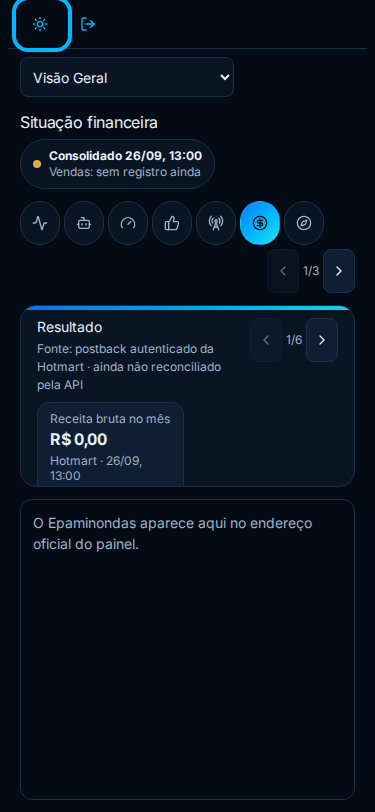 Visão Geral
Situação financeira
Consolidado 26/09, 13:00
Vendas: sem registro ainda
1/3
Resultado
Fonte: postback autenticado da
Hotmart · ainda não reconciliado
pela API
1/6
Receita bruta no mês
R$ 0,00
Hotmart · 26/09,
13:00
O Epaminondas aparece aqui no endereço
oficial do painel.